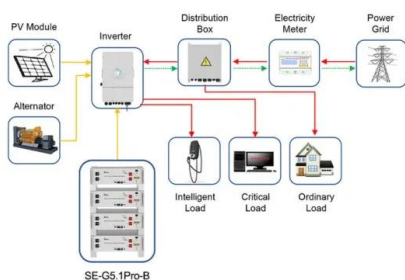 PV Module
Inverter
Distribution
Box
Electricity
Meter
Power
Grid
Alternator
Intelligent
Load
Critical
Load
Ordinary
Load
SE-G5.1Pro-B